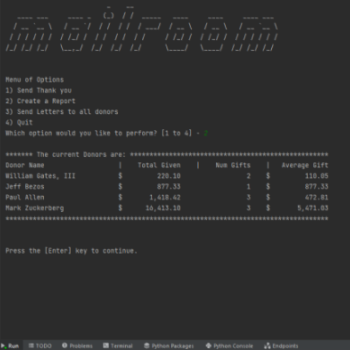 mailroom
Menu of Options
1) Send Thank you
2) Create a Report
3) Send Letters to all donors
4) Quit
Which option would you like to perform? [1 to 4] - 2
******* The current Donors are: **************************************************
Donor Name | Total Given | Num Gifts | Average Gift
William Gates, III $ 220.10 2 $ 110.05
Jeff Bezos $ 877.33 1 $ 877.33
Paul Allen $ 1,418.42 3 $ 472.81
Mark Zuckerberg $ 16,413.10 3 $ 5,471.03
**********************************************************************************
Press the [Enter] key to continue.
Run TODO Problems Terminal Python Packages Python Console Endpoints